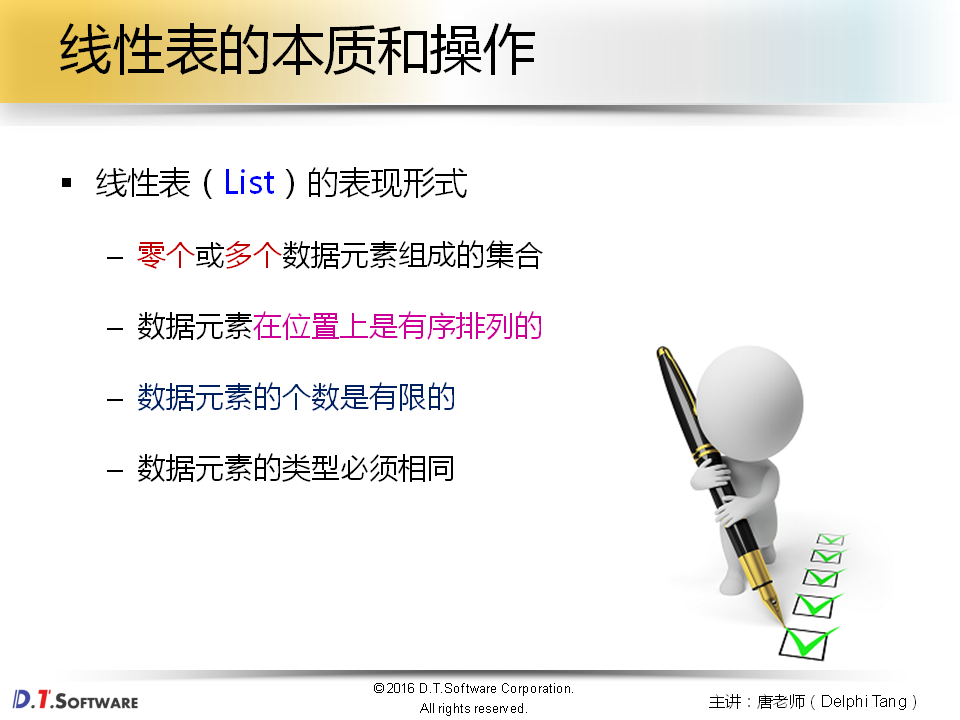 线性表的本质和操作
▪ 线性表（List）的表现形式
– 零个或多个数据元素组成的集合
– 数据元素在位置上是有序排列的
– 数据元素的个数是有限的
– 数据元素的类型必须相同
D.T.SOFTWARE
©2016 D.T.Software Corporation.
All rights reserved.
主讲：唐老师（Delphi Tang）